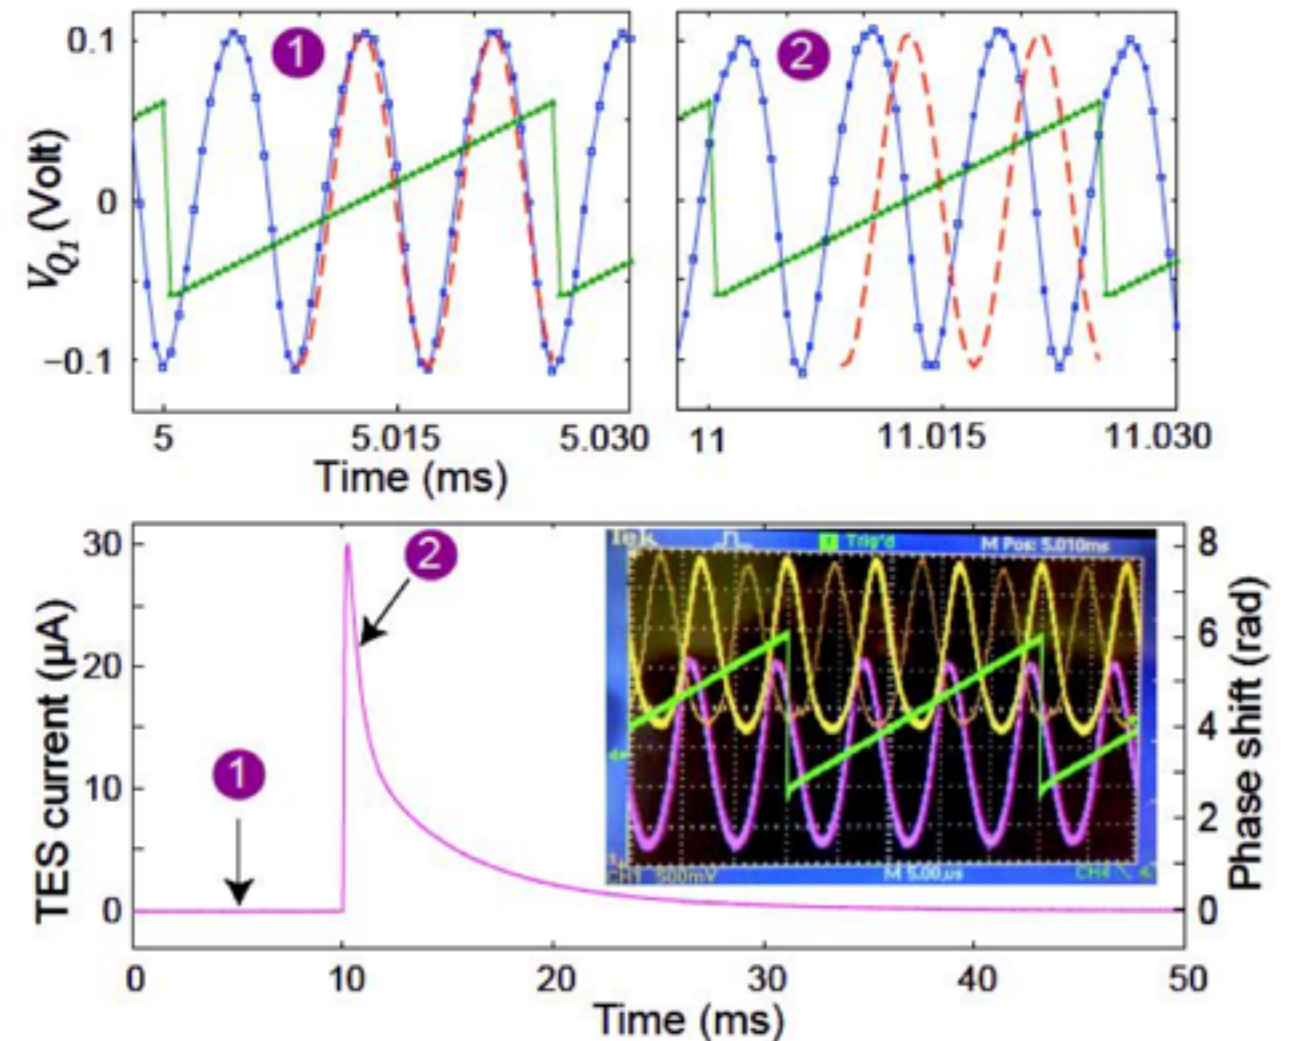 0.1
0
−0.1
V_Q1 (Volt)
1
2
5 5.015 5.030
11 11.015 11.030
Time (ms)
30
20
10
0
TES current (µA)
1
2
Tek
Trig'd
M Pos: 5.010ms
CH1 500mV
M 5.00µs
CH4
8
6
4
2
0
Phase shift (rad)
0 10 20 30 40 50
Time (ms)